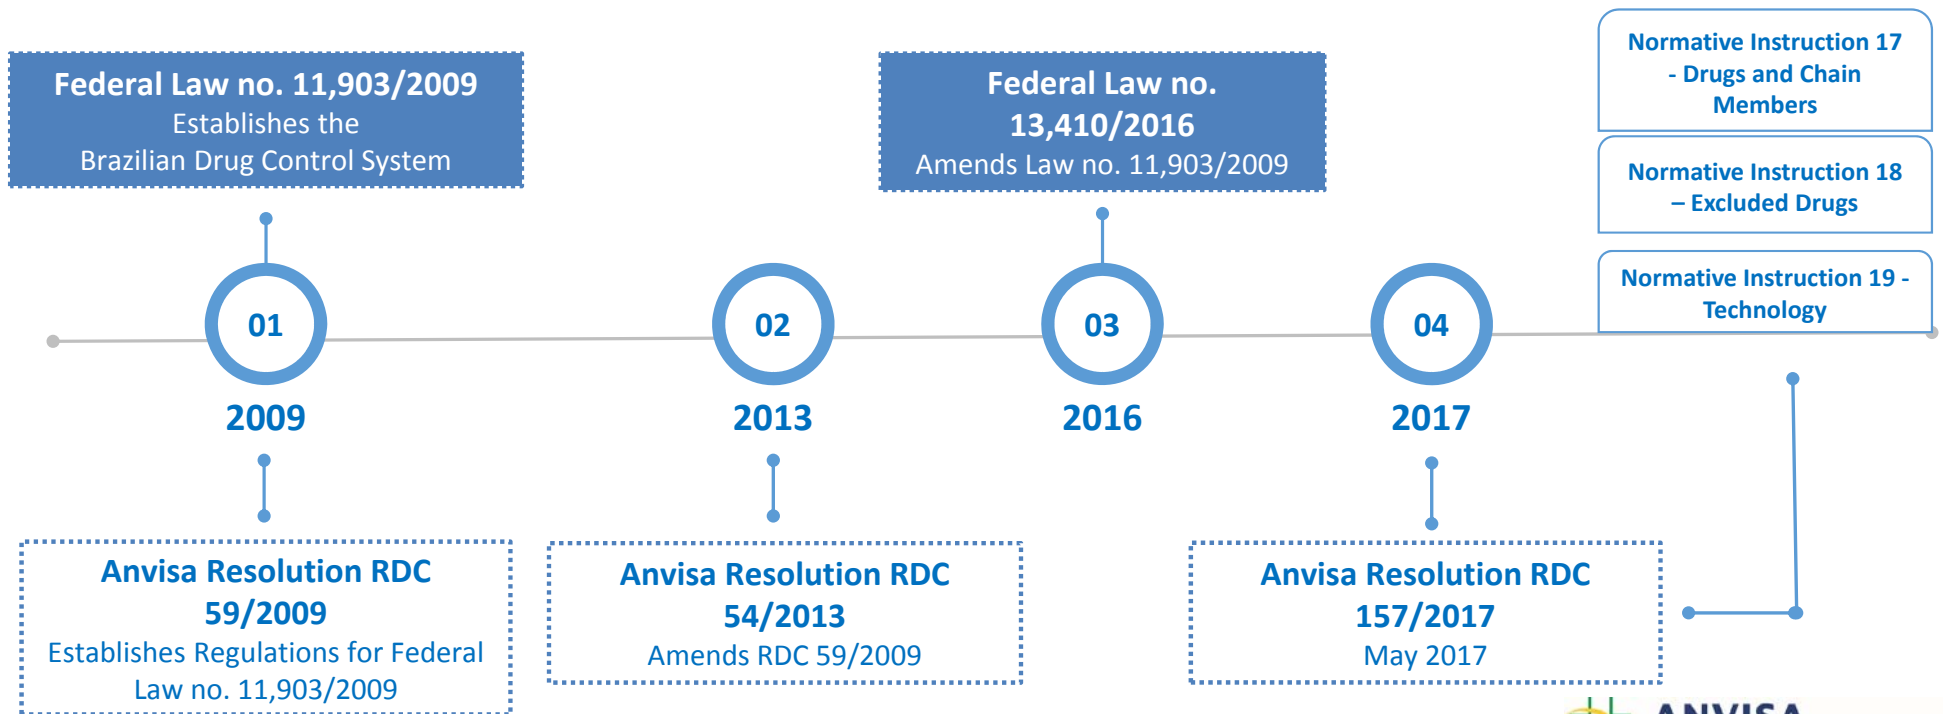 Federal Law no. 11,903/2009
Establishes the
Brazilian Drug Control System
Federal Law no.
13,410/2016
Amends Law no. 11,903/2009
Normative Instruction 17
- Drugs and Chain
Members
Normative Instruction 18
– Excluded Drugs
Normative Instruction 19 -
Technology
01
02
03
04
2009
2013
2016
2017
Anvisa Resolution RDC
59/2009
Establishes Regulations for Federal
Law no. 11,903/2009
Anvisa Resolution RDC
54/2013
Amends RDC 59/2009
Anvisa Resolution RDC
157/2017
May 2017
ANVISA